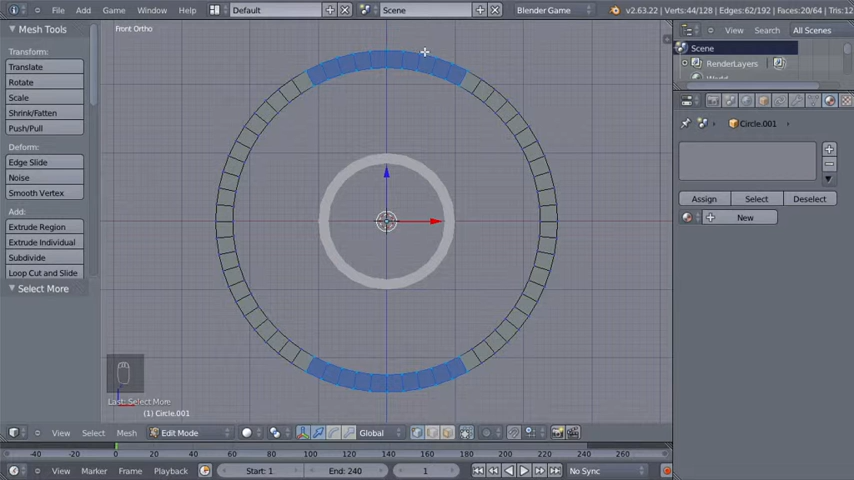 File Add Game Window Help Default Scene Blender Game v2.63.22 | Verts:44/128 | Edges:62/192 | Faces:20/64
Mesh Tools
Transform:
Translate
Rotate
Scale
Shrink/Fatten
Push/Pull
Deform:
Edge Slide
Noise
Smooth Vertex
Add:
Extrude Region
Extrude Individual
Subdivide
Loop Cut and Slide
Select More
Front Ortho
Last: Select More
(1) Circle.001
View Search All Scenes
Scene
RenderLayers
World
Circle.001
Assign Select Deselect
New
View Select Mesh Edit Mode Global
-40 -20 0 20 40 60 80 100 120 140 160 180 200 220 240 260
View Marker Frame Playback Start: 1 End: 240 1 No Sync